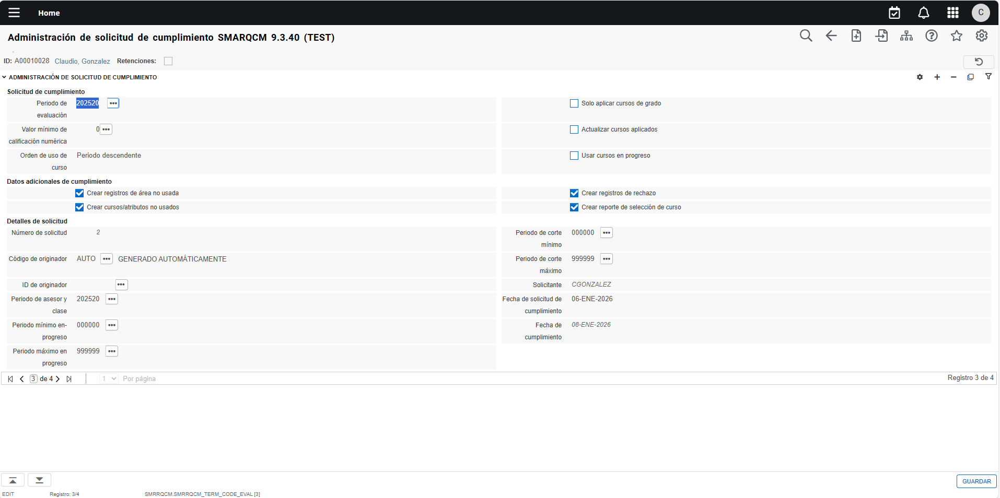 Home
C
Administración de solicitud de cumplimiento SMARQCM 9.3.40 (TEST)
ID: A00010028 Claudio, Gonzalez Retenciones:
ADMINISTRACIÓN DE SOLICITUD DE CUMPLIMIENTO
Solicitud de cumplimiento
Periodo de evaluación 202520
Solo aplicar cursos de grado
Valor mínimo de calificación numérica 0
Actualizar cursos aplicados
Orden de uso de curso Periodo descendente
Usar cursos en progreso
Datos adicionales de cumplimiento
Crear registros de área no usada
Crear registros de rechazo
Crear cursos/atributos no usados
Crear reporte de selección de curso
Detalles de solicitud
Número de solicitud 2
Periodo de corte mínimo 000000
Código de originador AUTO GENERADO AUTOMÁTICAMENTE
Periodo de corte máximo 999999
ID de originador
Solicitante CGONZALEZ
Periodo de asesor y clase 202520
Fecha de solicitud de cumplimiento 06-ENE-2026
Periodo mínimo en-progreso 000000
Fecha de cumplimiento 08-ENE-2026
Periodo máximo en progreso 999999
3 de 4 1 Por página Registro 3 de 4
GUARDAR
EDIT Registro: 3/4 SMRRQCM.SMRRQCM_TERM_CODE_EVAL [3]